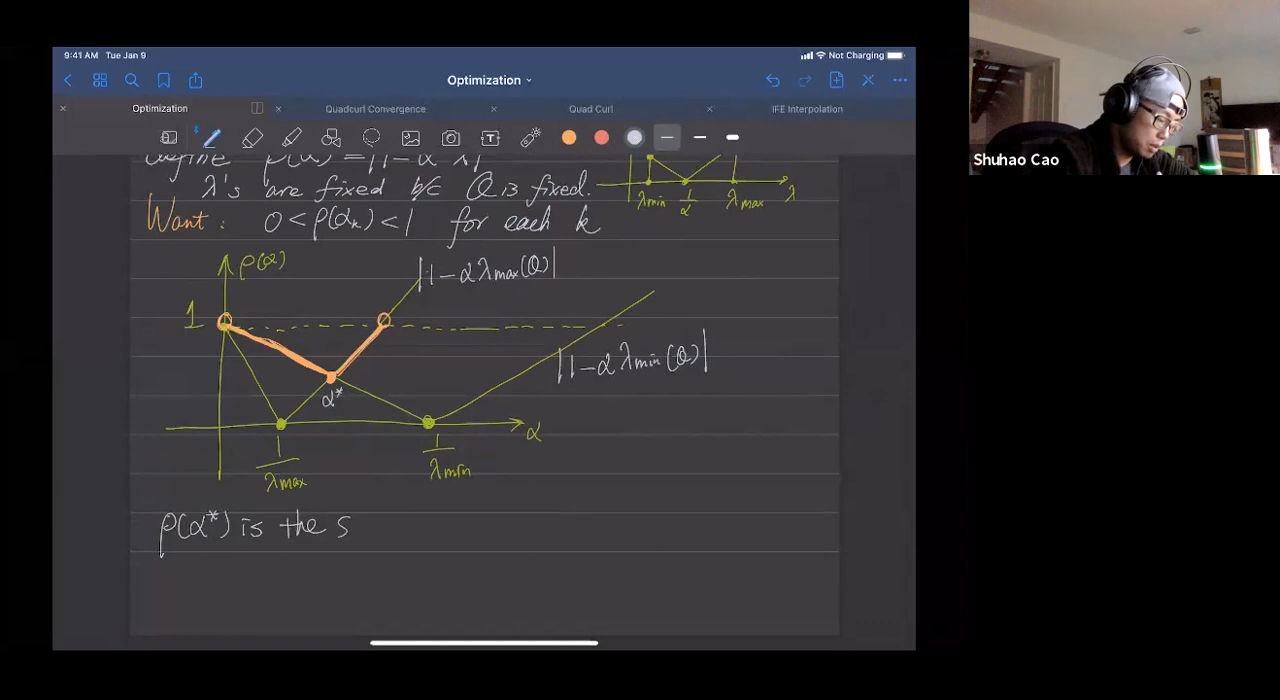 9:41 AM Tue Jan 9
Not Charging
Optimization
Optimization
Quadcurl Convergence
Quad Curl
IFE Interpolation
Shuhao Cao
define ρ(α) = |1 - α λ|
λ's are fixed b/c Q is fixed.
λmin 1/α λmax λ
Want: 0 < ρ(αₖ) < 1 for each k
ρ(α)
|1 - α λmax(Q)|
1
|1 - α λmin(Q)|
α*
α
1/λmax
1/λmin
ρ(α*) is the s